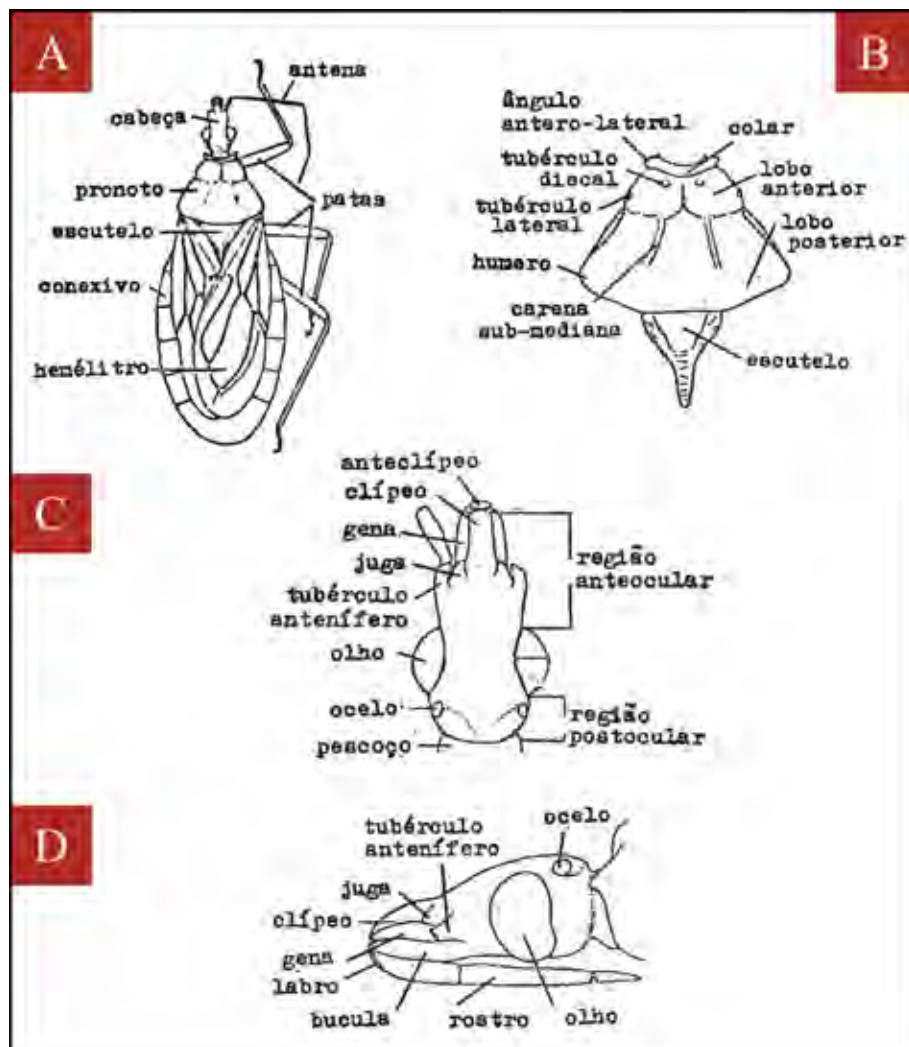 A
antena
cabeça
pronoto
patas
escutelo
conexivo
hemélitro
B
ângulo
antero-lateral
colar
tubérculo
discal
lobo
anterior
tubérculo
lateral
lobo
posterior
humero
carena
sub-mediana
escutelo
C
anteclípeo
clípeo
gena
juga
região
anteocular
tubérculo
antenífero
olho
ocelo
região
postocular
pescoço
D
ocelo
tubérculo
antenífero
juga
clípeo
gena
labro
bucula
rostro
olho